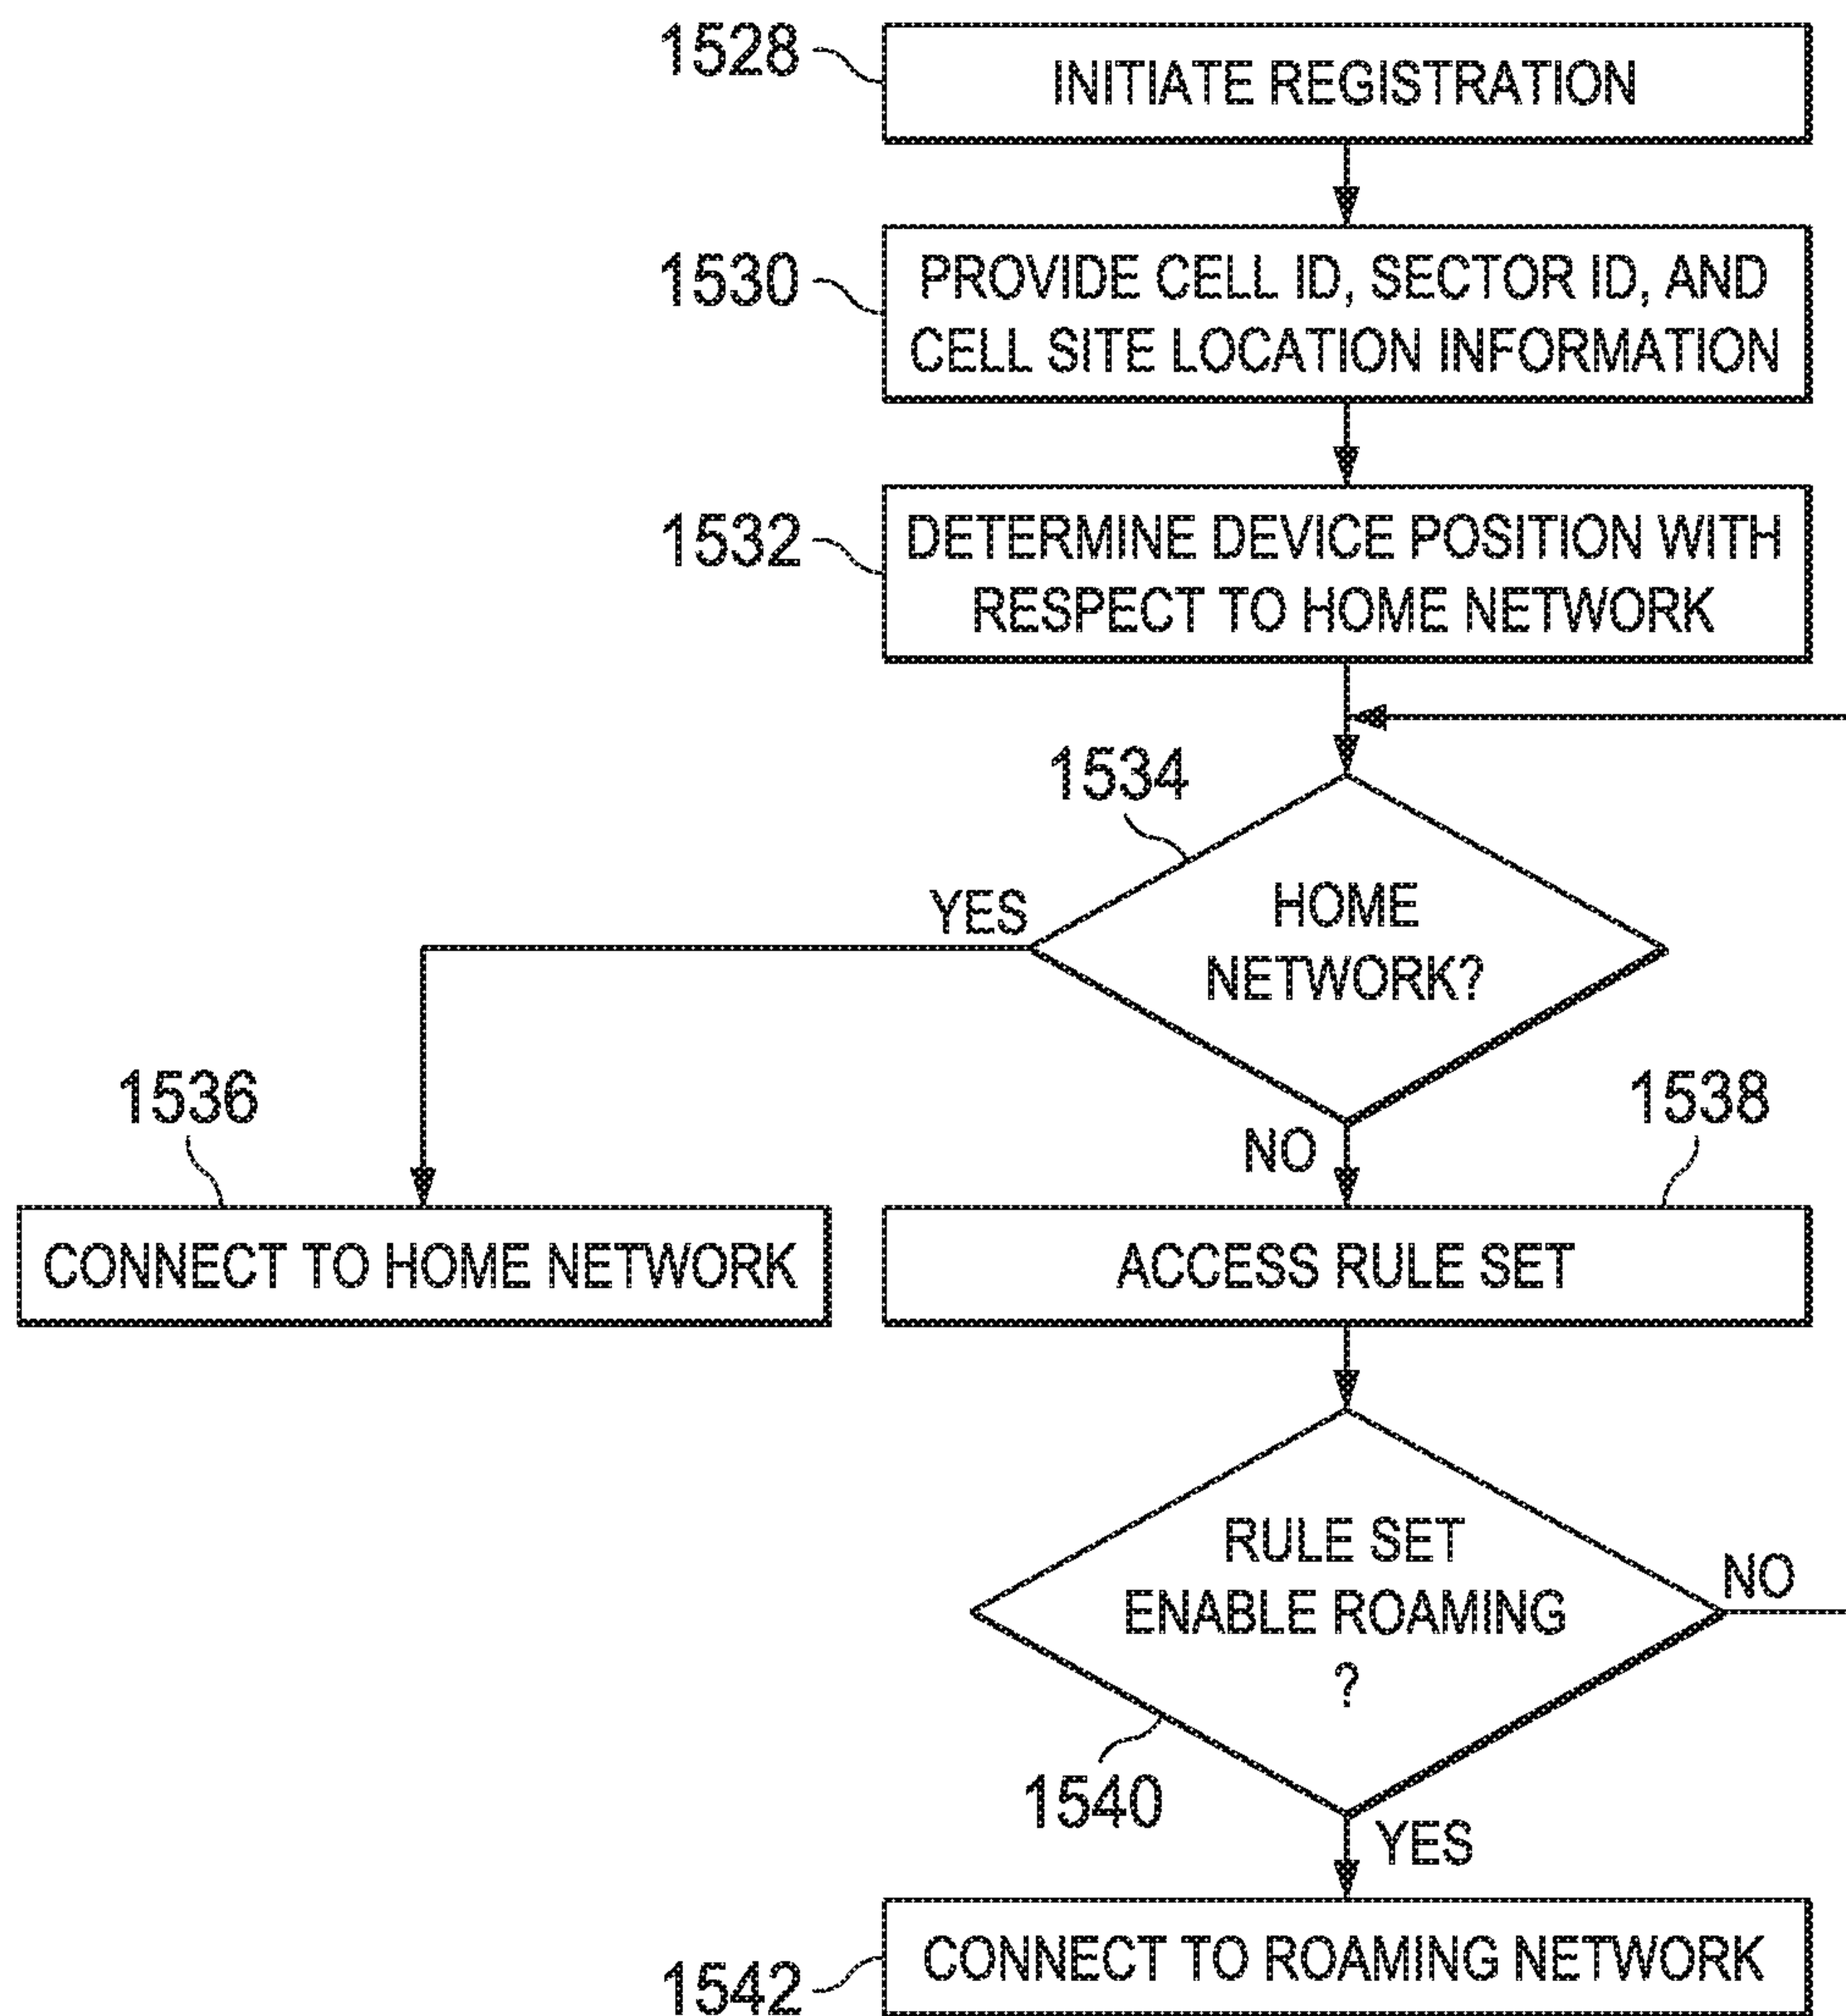 1528
INITIATE REGISTRATION
1530
PROVIDE CELL ID, SECTOR ID, AND
CELL SITE LOCATION INFORMATION
1532
DETERMINE DEVICE POSITION WITH
RESPECT TO HOME NETWORK
1534
YES
HOME
NETWORK?
1536
NO
1538
CONNECT TO HOME NETWORK
ACCESS RULE SET
RULE SET
ENABLE ROAMING
?
NO
1540
YES
1542
CONNECT TO ROAMING NETWORK